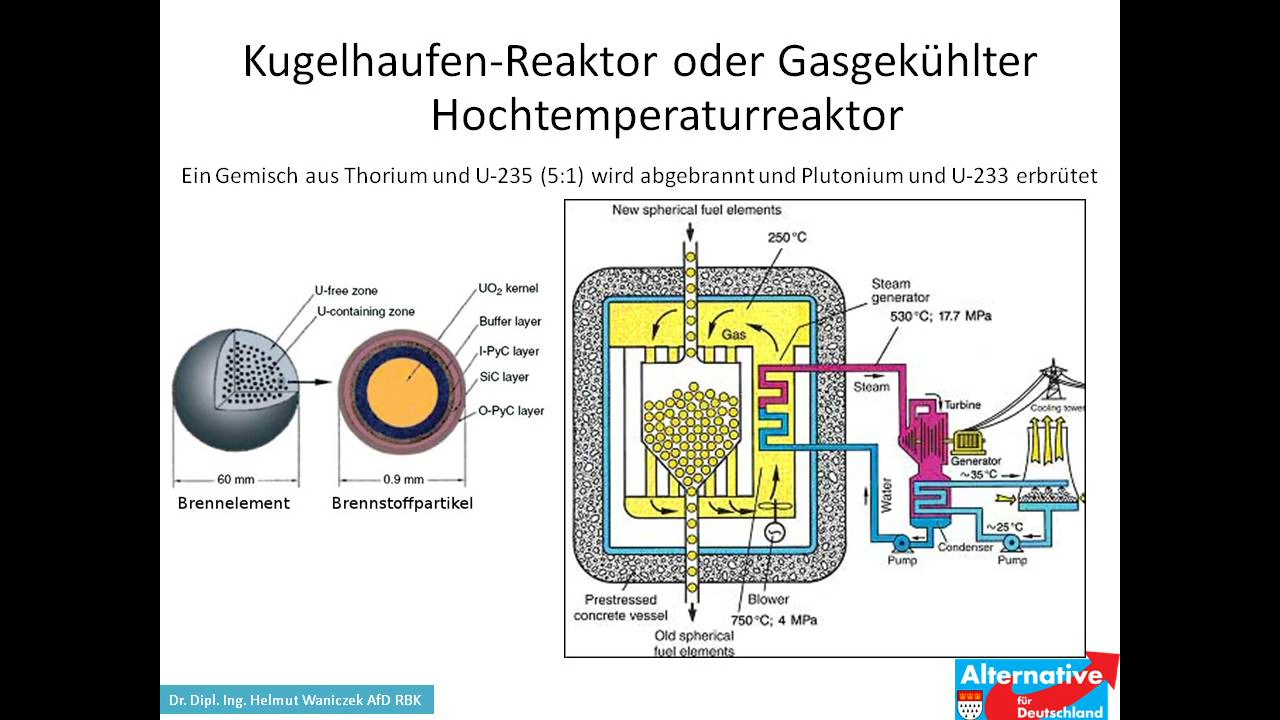 Kugelhaufen-Reaktor oder Gasgekühlter
Hochtemperaturreaktor
Ein Gemisch aus Thorium und U-235 (5:1) wird abgebrannt und Plutonium und U-233 erbrütet
U-free zone
U-containing zone
60 mm
Brennelement
UO₂ kernel
Buffer layer
I-PyC layer
SiC layer
O-PyC layer
0.9 mm
Brennstoffpartikel
New spherical fuel elements
250°C
Steam
generator
530°C; 17.7 MPa
Gas
Steam
Turbine
Cooling tower
Generator
~35°C
Water
~25°C
Condenser
Pump
Pump
Prestressed
concrete vessel
Blower
750°C; 4 MPa
Old spherical
fuel elements
Dr. Dipl. Ing. Helmut Waniczek AfD RBK
Alternative
für
Deutschland